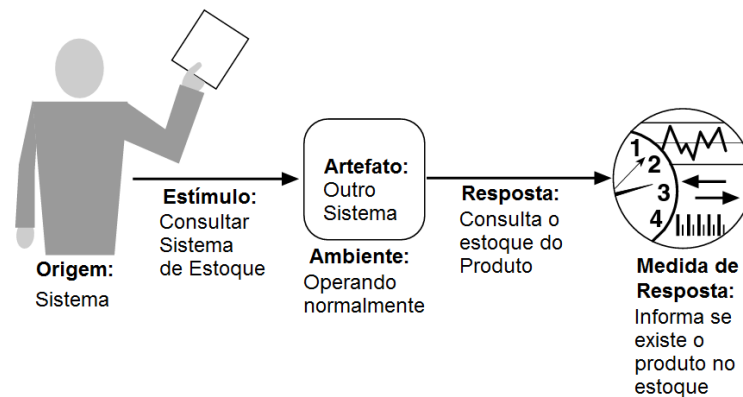 Origem:
Sistema
Estímulo:
Consultar
Sistema
de Estoque
Artefato:
Outro
Sistema
Ambiente:
Operando
normalmente
Resposta:
Consulta o
estoque do
Produto
1
2
3
4
Medida de
Resposta:
Informa se
existe o
produto no
estoque